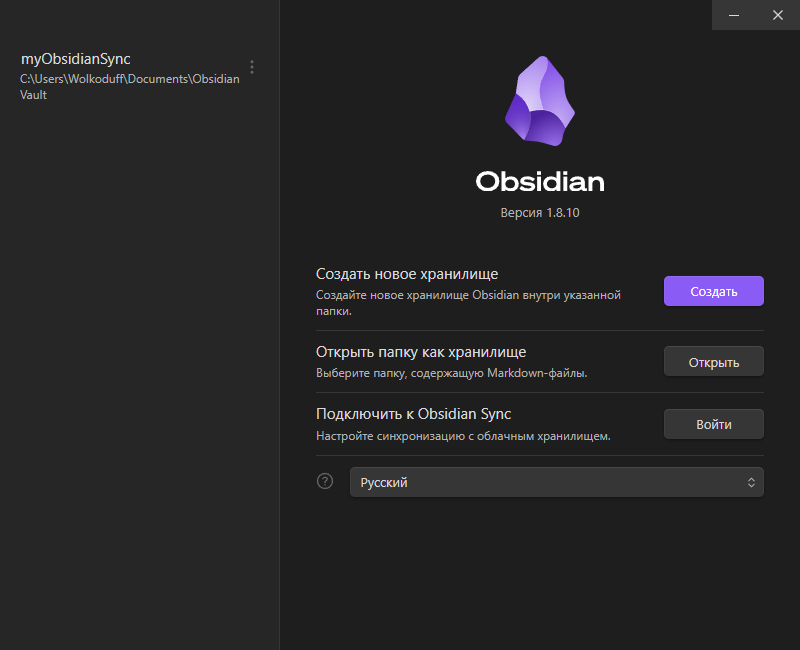 myObsidianSync
C:\Users\Wolkoduff\Documents\Obsidian
Vault
Obsidian
Версия 1.8.10
Создать новое хранилище
Создайте новое хранилище Obsidian внутри указанной
папки.
Создать
Открыть папку как хранилище
Выберите папку, содержащую Markdown-файлы.
Открыть
Подключить к Obsidian Sync
Настройте синхронизацию с облачным хранилищем.
Войти
?
Русский